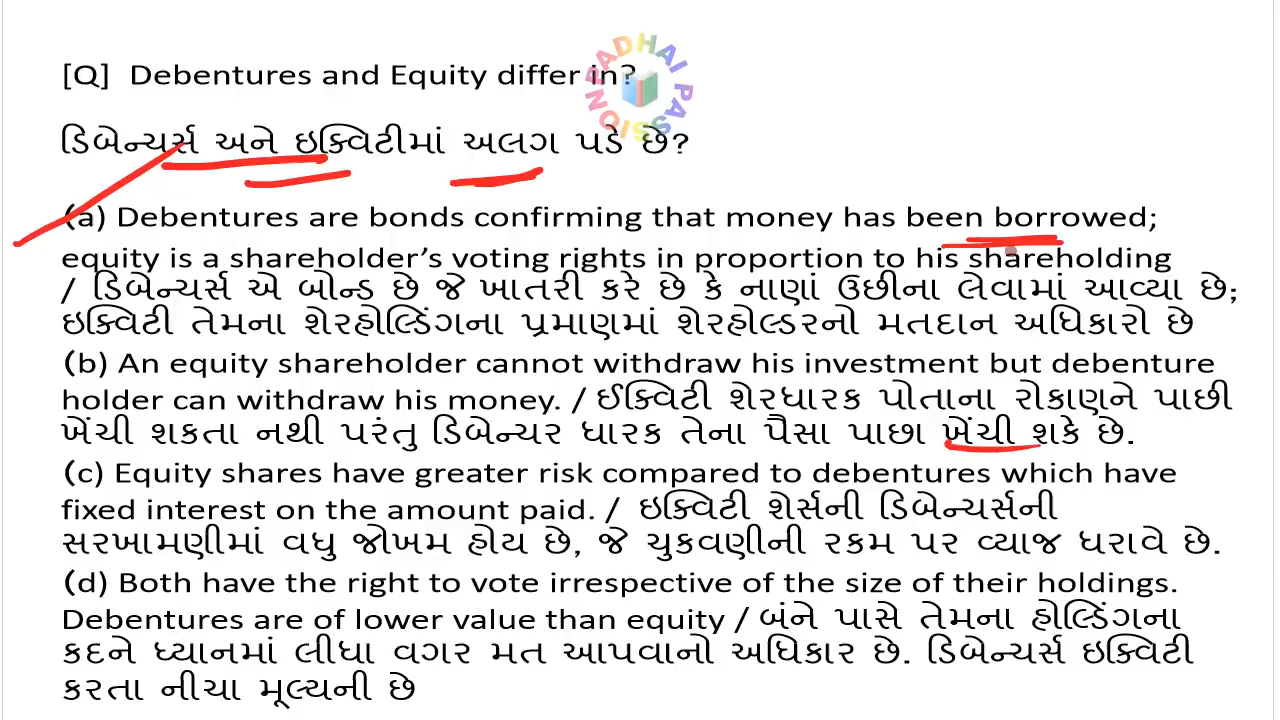 [Q] Debentures and Equity differ in?
PADHAI PASSION
ડિબેન્ચર્સ અને ઇક્વિટીમાં અલગ પડે છે?
(a) Debentures are bonds confirming that money has been borrowed;
equity is a shareholder’s voting rights in proportion to his shareholding
/ ડિબેન્ચર્સ એ બોન્ડ છે જે ખાતરી કરે છે કે નાણાં ઉછીના લેવામાં આવ્યા છે;
ઇક્વિટી તેમના શેરહોલ્ડિંગના પ્રમાણમાં શેરહોલ્ડરનો મતદાન અધિકારો છે
(b) An equity shareholder cannot withdraw his investment but debenture
holder can withdraw his money. / ઈક્વિટી શેરધારક પોતાના રોકાણને પાછી
ખેંચી શકતા નથી પરંતુ ડિબેન્ચર ધારક તેના પૈસા પાછા ખેંચી શકે છે.
(c) Equity shares have greater risk compared to debentures which have
fixed interest on the amount paid. / ઇક્વિટી શેર્સની ડિબેન્ચર્સની
સરખામણીમાં વધુ જોખમ હોય છે, જે ચુકવણીની રકમ પર વ્યાજ ધરાવે છે.
(d) Both have the right to vote irrespective of the size of their holdings.
Debentures are of lower value than equity / બંને પાસે તેમના હોલ્ડિંગના
કદને ધ્યાનમાં લીધા વગર મત આપવાનો અધિકાર છે. ડિબેન્ચર્સ ઇક્વિટી
કરતા નીચા મૂલ્યની છે